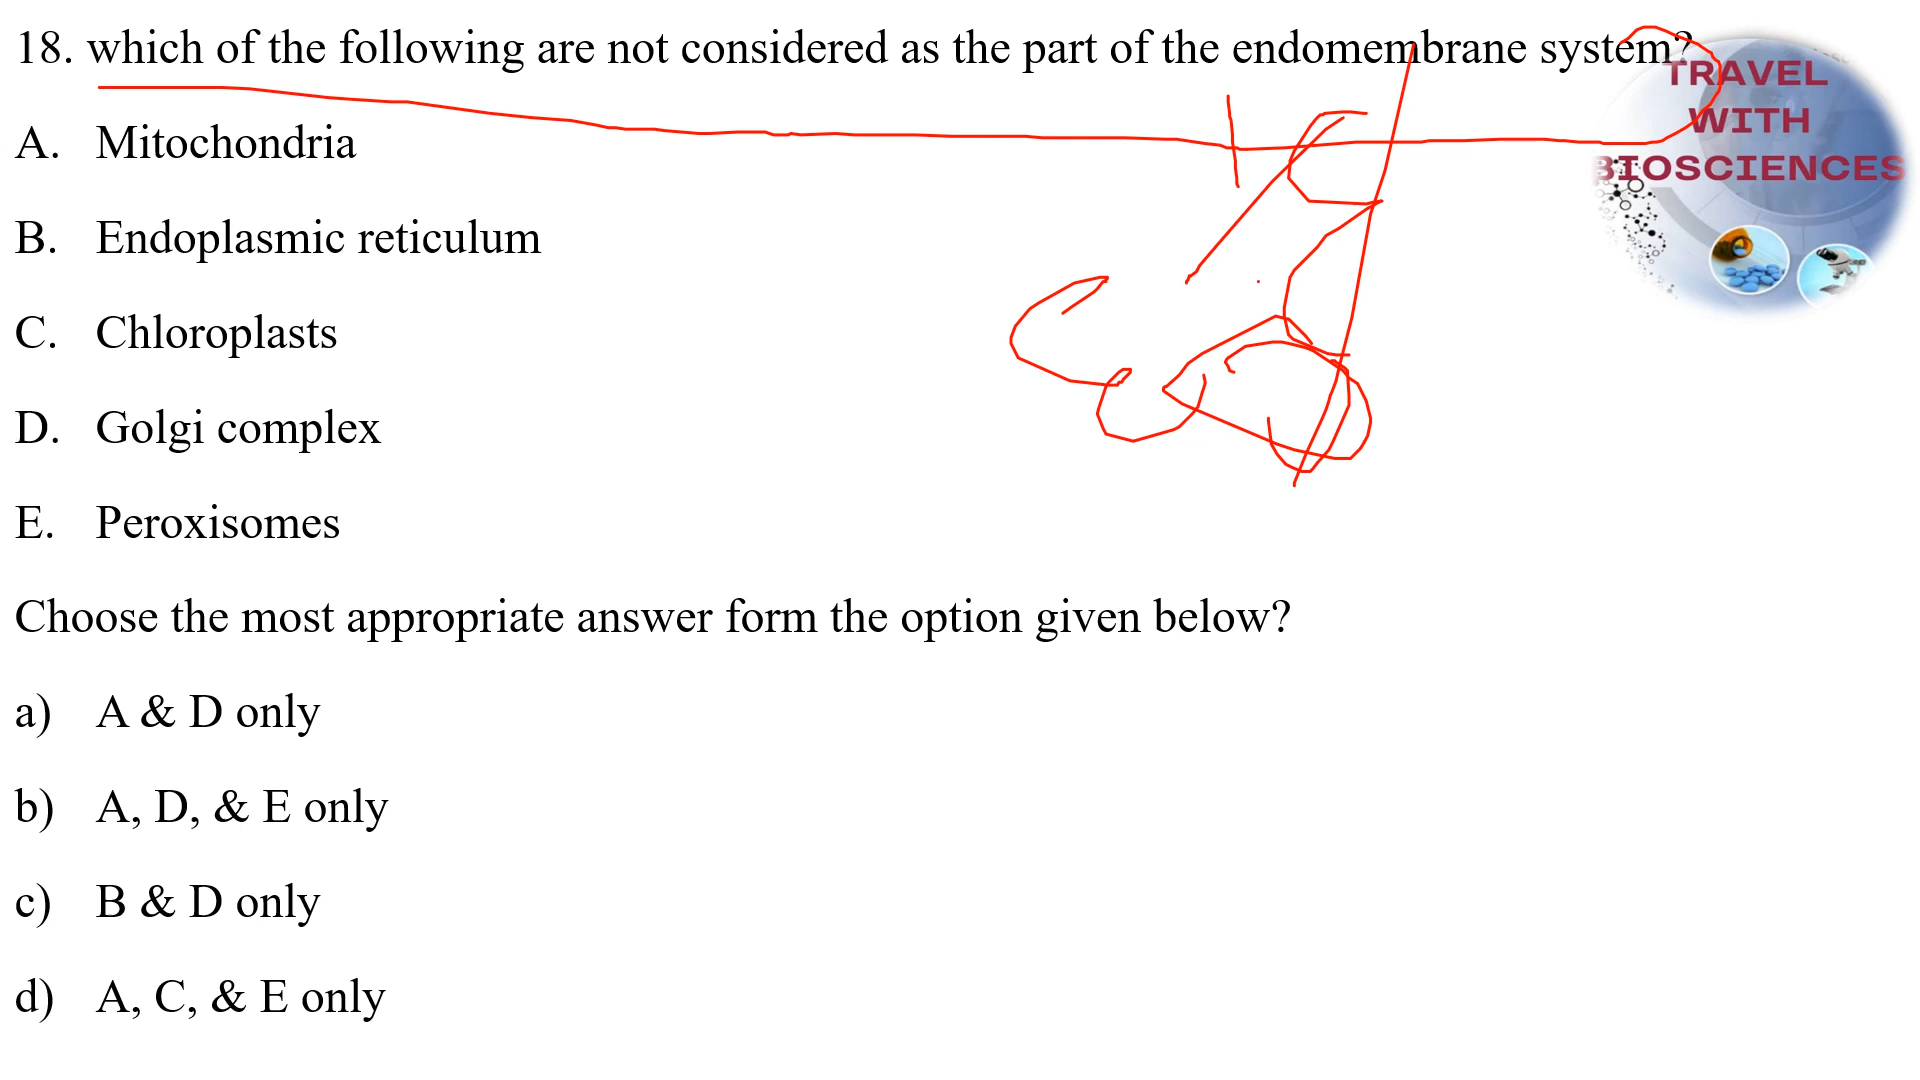 18. which of the following are not considered as the part of the endomembrane system?
TRAVEL
WITH
BIOSCIENCES
A. Mitochondria
B. Endoplasmic reticulum
C. Chloroplasts
D. Golgi complex
E. Peroxisomes
Choose the most appropriate answer form the option given below?
a) A & D only
b) A, D, & E only
c) B & D only
d) A, C, & E only